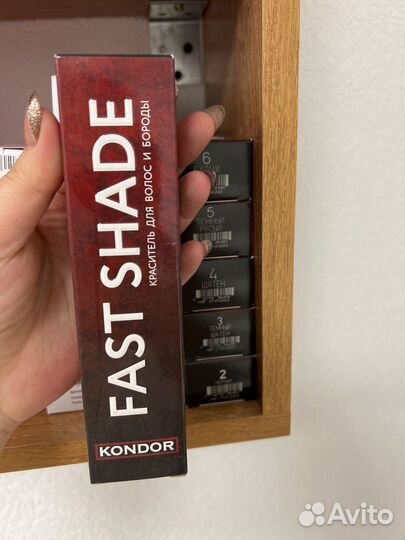 FAST SHADE
КРАСИТЕЛЬ ДЛЯ ВОЛОС И БОРОДЫ
KONDOR
6
5
ТЕМНЫЙ
РУСЫЙ
4
ШАТЕН
3
ТЕМНЫЙ
ШАТЕН
2
Avito